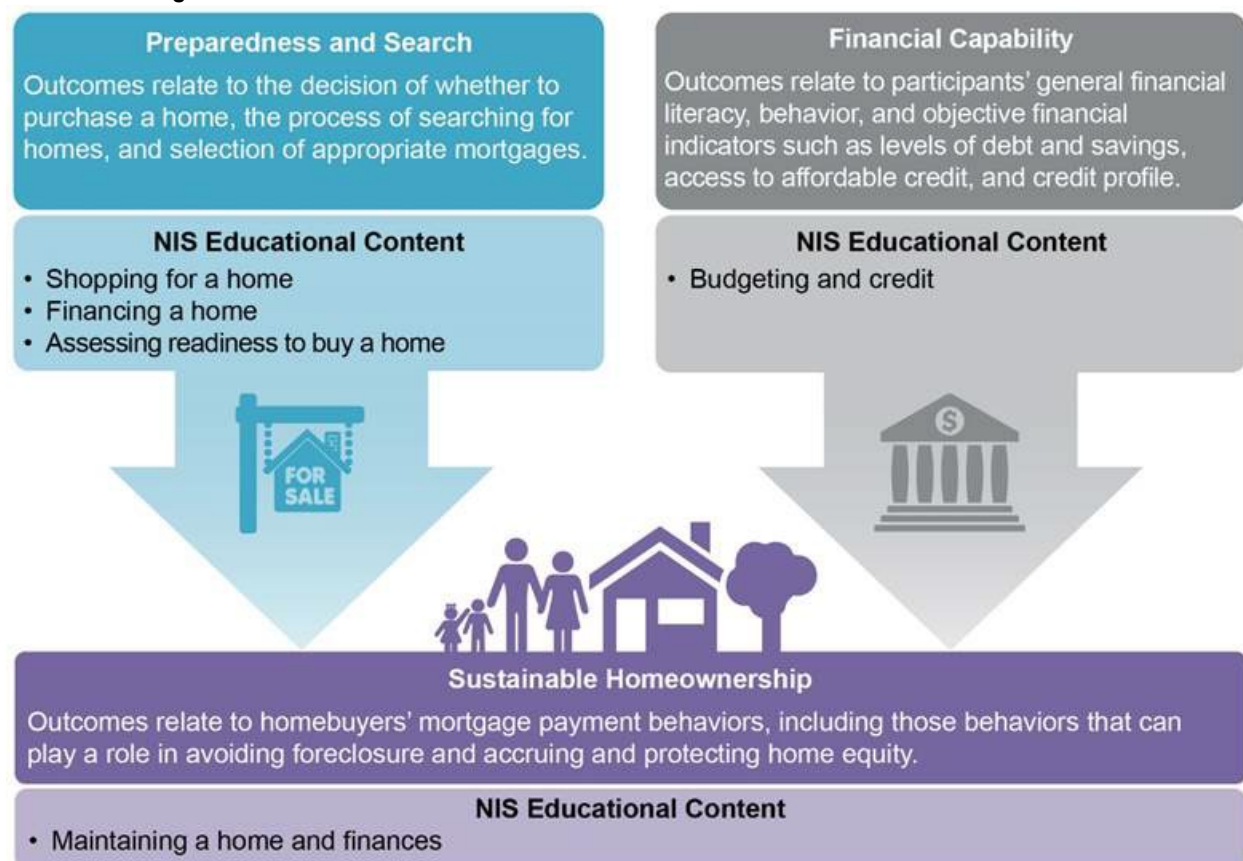 Preparedness and Search
Outcomes relate to the decision of whether to
purchase a home, the process of searching for
homes, and selection of appropriate mortgages.
NIS Educational Content
• Shopping for a home
• Financing a home
• Assessing readiness to buy a home
FOR
SALE
Financial Capability
Outcomes relate to participants' general financial
literacy, behavior, and objective financial
indicators such as levels of debt and savings,
access to affordable credit, and credit profile.
NIS Educational Content
• Budgeting and credit
$
Sustainable Homeownership
Outcomes relate to homebuyers' mortgage payment behaviors, including those behaviors that can
play a role in avoiding foreclosure and accruing and protecting home equity.
NIS Educational Content
• Maintaining a home and finances